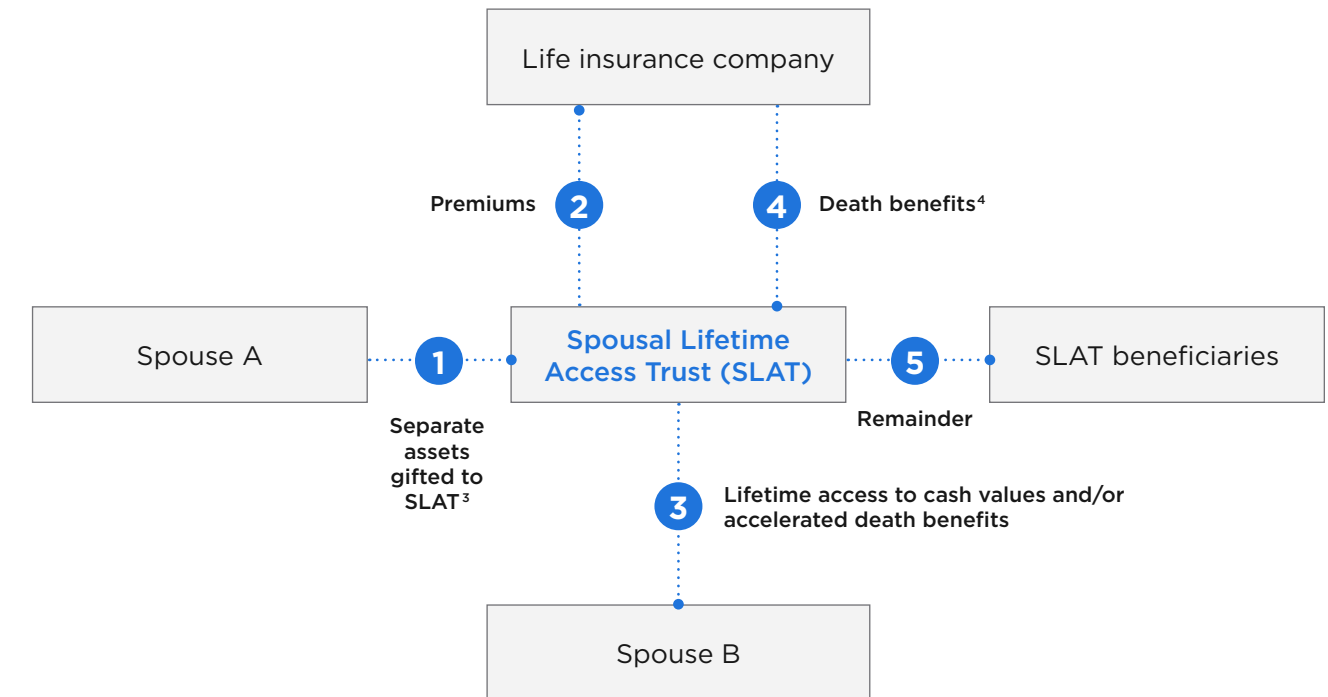 Life insurance company
Premiums
2
4
Death benefits⁴
Spouse A
1
Separate
assets
gifted to
SLAT³
Spousal Lifetime
Access Trust (SLAT)
5
Remainder
SLAT beneficiaries
3
Lifetime access to cash values and/or
accelerated death benefits
Spouse B